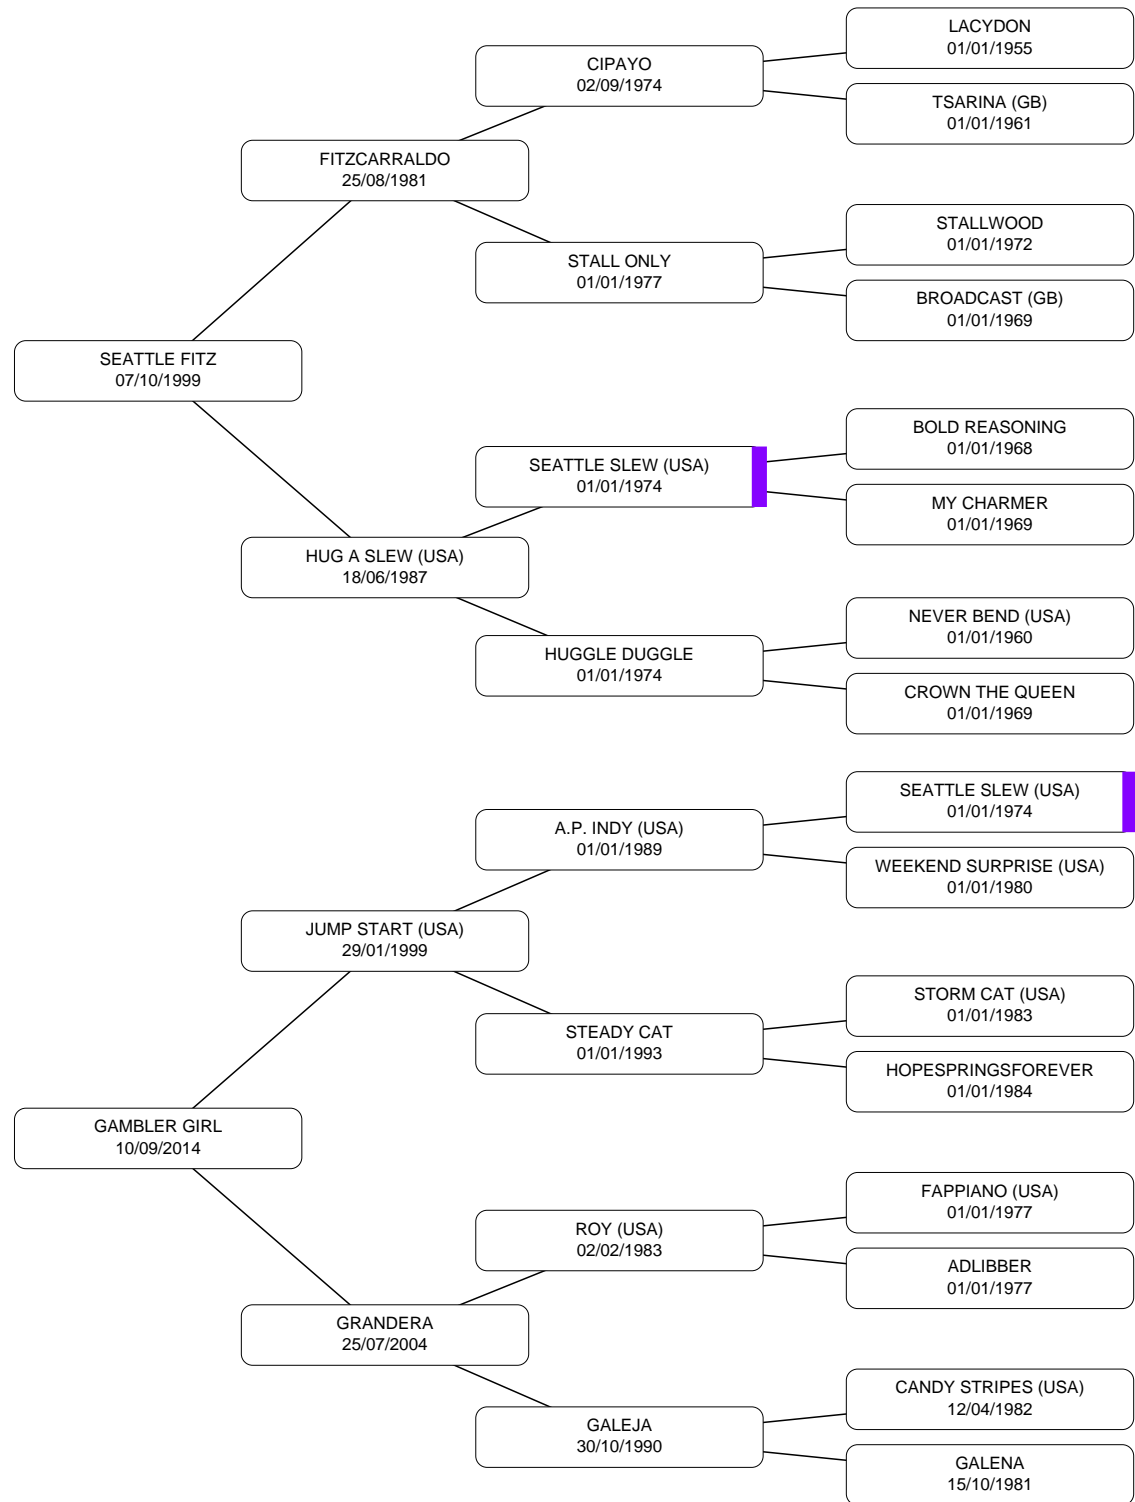 LACYDON
01/01/1955
CIPAYO
02/09/1974
TSARINA (GB)
01/01/1961
FITZCARRALDO
25/08/1981
STALLWOOD
01/01/1972
STALL ONLY
01/01/1977
BROADCAST (GB)
01/01/1969
SEATTLE FITZ
07/10/1999
BOLD REASONING
01/01/1968
SEATTLE SLEW (USA)
01/01/1974
MY CHARMER
01/01/1969
HUG A SLEW (USA)
18/06/1987
NEVER BEND (USA)
01/01/1960
HUGGLE DUGGLE
01/01/1974
CROWN THE QUEEN
01/01/1969
SEATTLE SLEW (USA)
01/01/1974
A.P. INDY (USA)
01/01/1989
WEEKEND SURPRISE (USA)
01/01/1980
JUMP START (USA)
29/01/1999
STORM CAT (USA)
01/01/1983
STEADY CAT
01/01/1993
HOPESPRINGSFOREVER
01/01/1984
GAMBLER GIRL
10/09/2014
FAPPIANO (USA)
01/01/1977
ROY (USA)
02/02/1983
ADLIBBER
01/01/1977
GRANDERA
25/07/2004
CANDY STRIPES (USA)
12/04/1982
GALEJA
30/10/1990
GALENA
15/10/1981